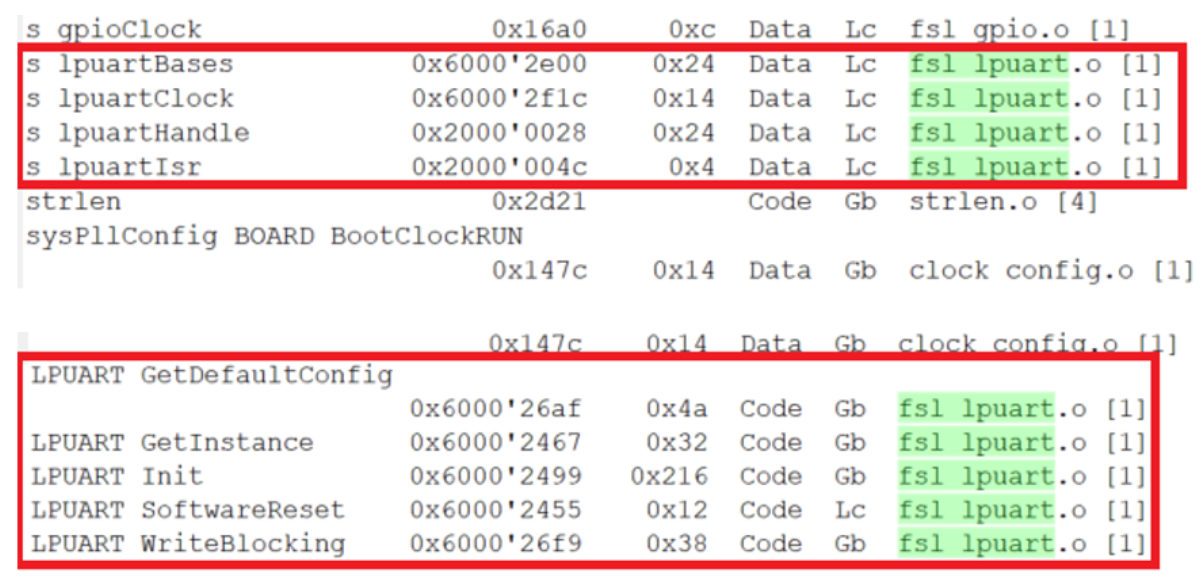 s gpioClock 0x16a0 0xc Data Lc fsl gpio.o [1]
s lpuartBases 0x6000'2e00 0x24 Data Lc fsl lpuart.o [1]
s lpuartClock 0x6000'2f1c 0x14 Data Lc fsl lpuart.o [1]
s lpuartHandle 0x2000'0028 0x24 Data Lc fsl lpuart.o [1]
s lpuartIsr 0x2000'004c 0x4 Data Lc fsl lpuart.o [1]
strlen 0x2d21 Code Gb strlen.o [4]
sysPllConfig BOARD BootClockRUN
0x147c 0x14 Data Gb clock config.o [1]
0x147c 0x14 Data Gb clock config.o [1]
LPUART GetDefaultConfig
0x6000'26af 0x4a Code Gb fsl lpuart.o [1]
LPUART GetInstance 0x6000'2467 0x32 Code Gb fsl lpuart.o [1]
LPUART Init 0x6000'2499 0x216 Code Gb fsl lpuart.o [1]
LPUART SoftwareReset 0x6000'2455 0x12 Code Lc fsl lpuart.o [1]
LPUART WriteBlocking 0x6000'26f9 0x38 Code Gb fsl lpuart.o [1]